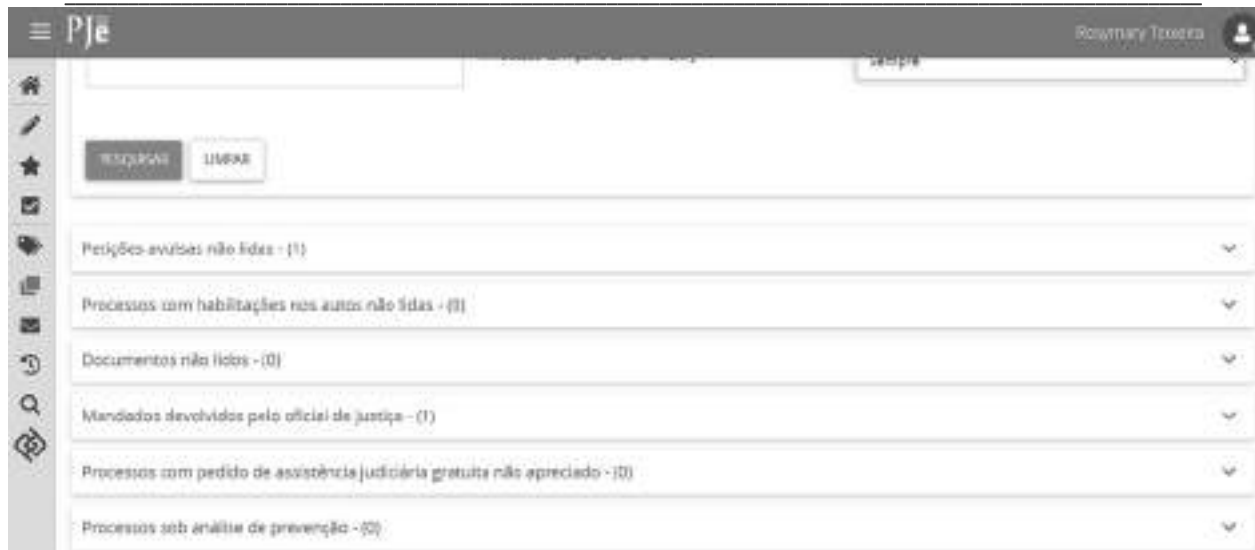 PJe
Rosymary Teixeira
Sempre
PESQUISAR
LIMPAR
Petições avulsas não lidas - (1)
Processos com habilitações nos autos não lidas - (0)
Documentos não lidos - (0)
Mandados devolvidos pelo oficial de justiça - (1)
Processos com pedido de assistência judiciária gratuita não apreciado - (0)
Processos sob análise de prevenção - (0)